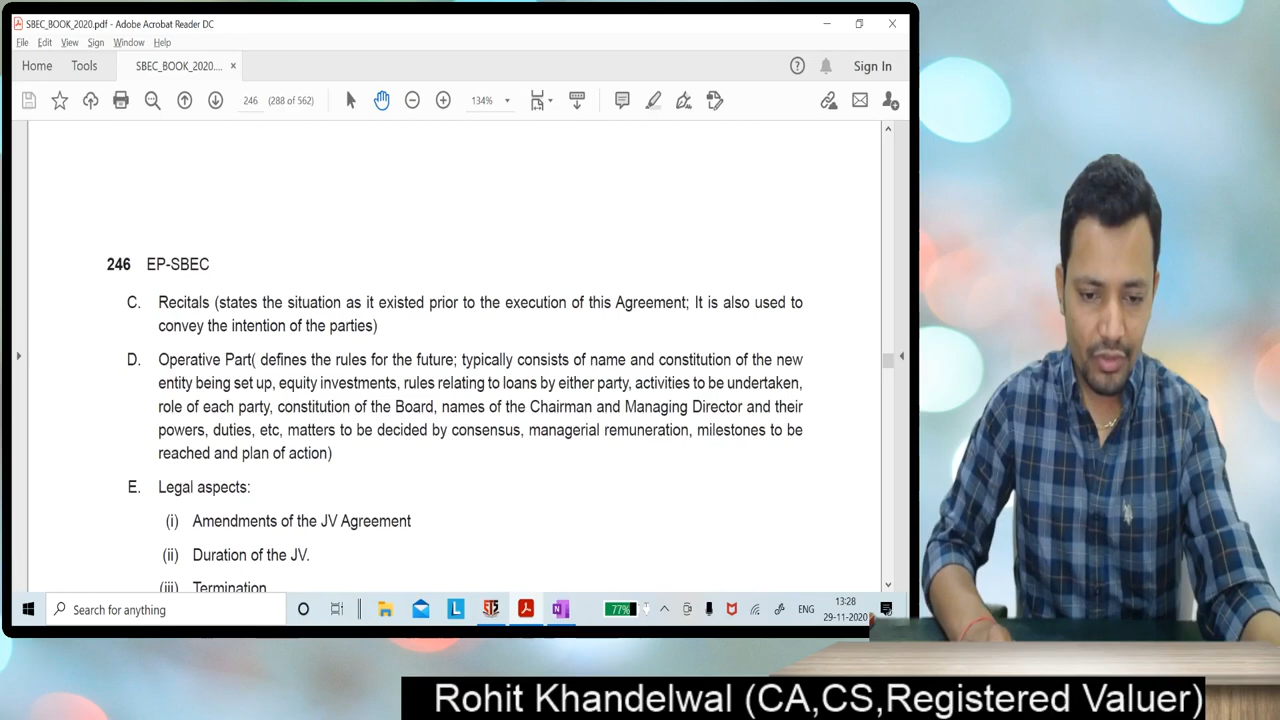 SBEC_BOOK_2020.pdf - Adobe Acrobat Reader DC
File Edit View Sign Window Help
Home Tools SBEC_BOOK_2020.... × Sign In
246 (288 of 562) 134%
246 EP-SBEC
C. Recitals (states the situation as it existed prior to the execution of this Agreement; It is also used to
convey the intention of the parties)
D. Operative Part( defines the rules for the future; typically consists of name and constitution of the new
entity being set up, equity investments, rules relating to loans by either party, activities to be undertaken,
role of each party, constitution of the Board, names of the Chairman and Managing Director and their
powers, duties, etc, matters to be decided by consensus, managerial remuneration, milestones to be
reached and plan of action)
E. Legal aspects:
(i) Amendments of the JV Agreement
(ii) Duration of the JV.
(iii) Termination
Search for anything
77%
ENG
13:28
29-11-2020
Rohit Khandelwal (CA,CS,Registered Valuer)